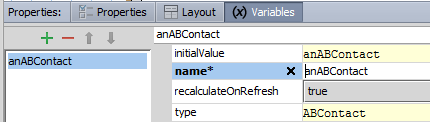 Properties: Properties Layout (x) Variables
anABContact
anABContact
initialValue anABContact
name* × anABContact
recalculateOnRefresh true
type ABContact